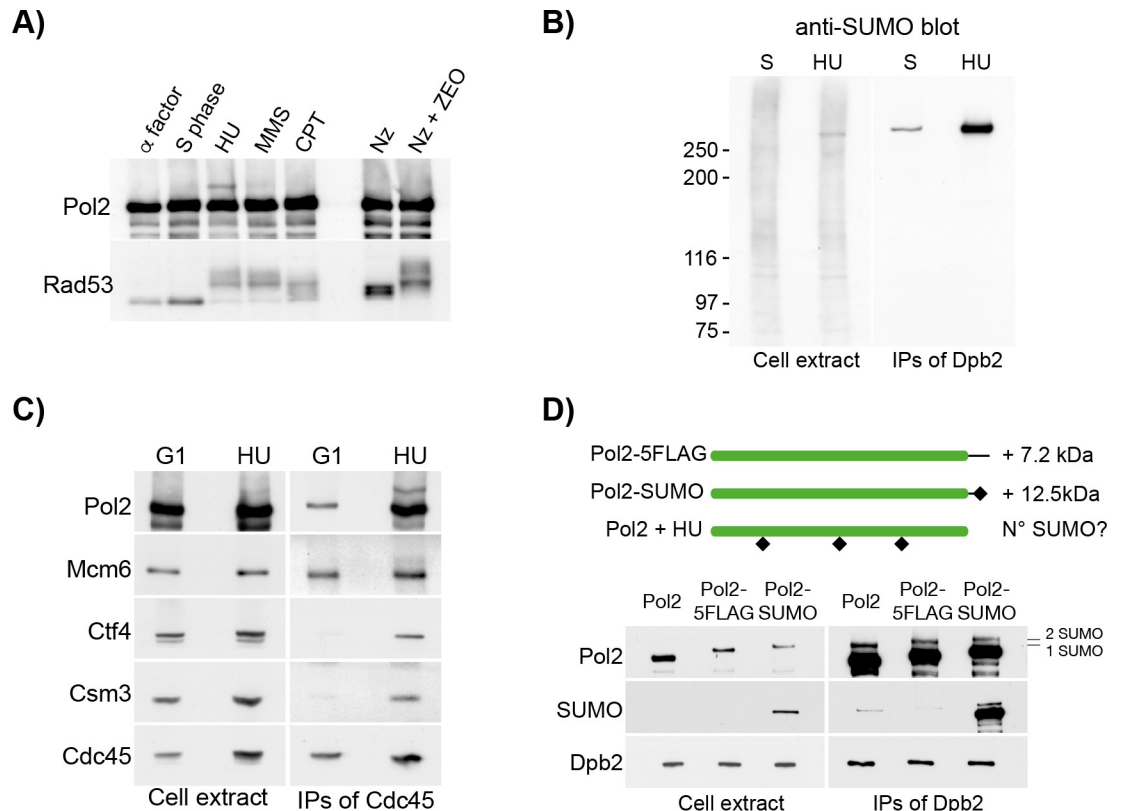 A)
α factor
S phase
HU
MMS
CPT
Nz
Nz + ZEO
Pol2
Rad53
B)
anti-SUMO blot
S HU S HU
250 -
200 -
116 -
97 -
75 -
Cell extract IPs of Dpb2
C)
G1 HU G1 HU
Pol2
Mcm6
Ctf4
Csm3
Cdc45
Cell extract IPs of Cdc45
D)
Pol2-5FLAG + 7.2 kDa
Pol2-SUMO + 12.5kDa
Pol2 + HU N° SUMO?
Pol2 Pol2-5FLAG Pol2-SUMO Pol2 Pol2-5FLAG Pol2-SUMO
2 SUMO
1 SUMO
Pol2
SUMO
Dpb2
Cell extract IPs of Dpb2